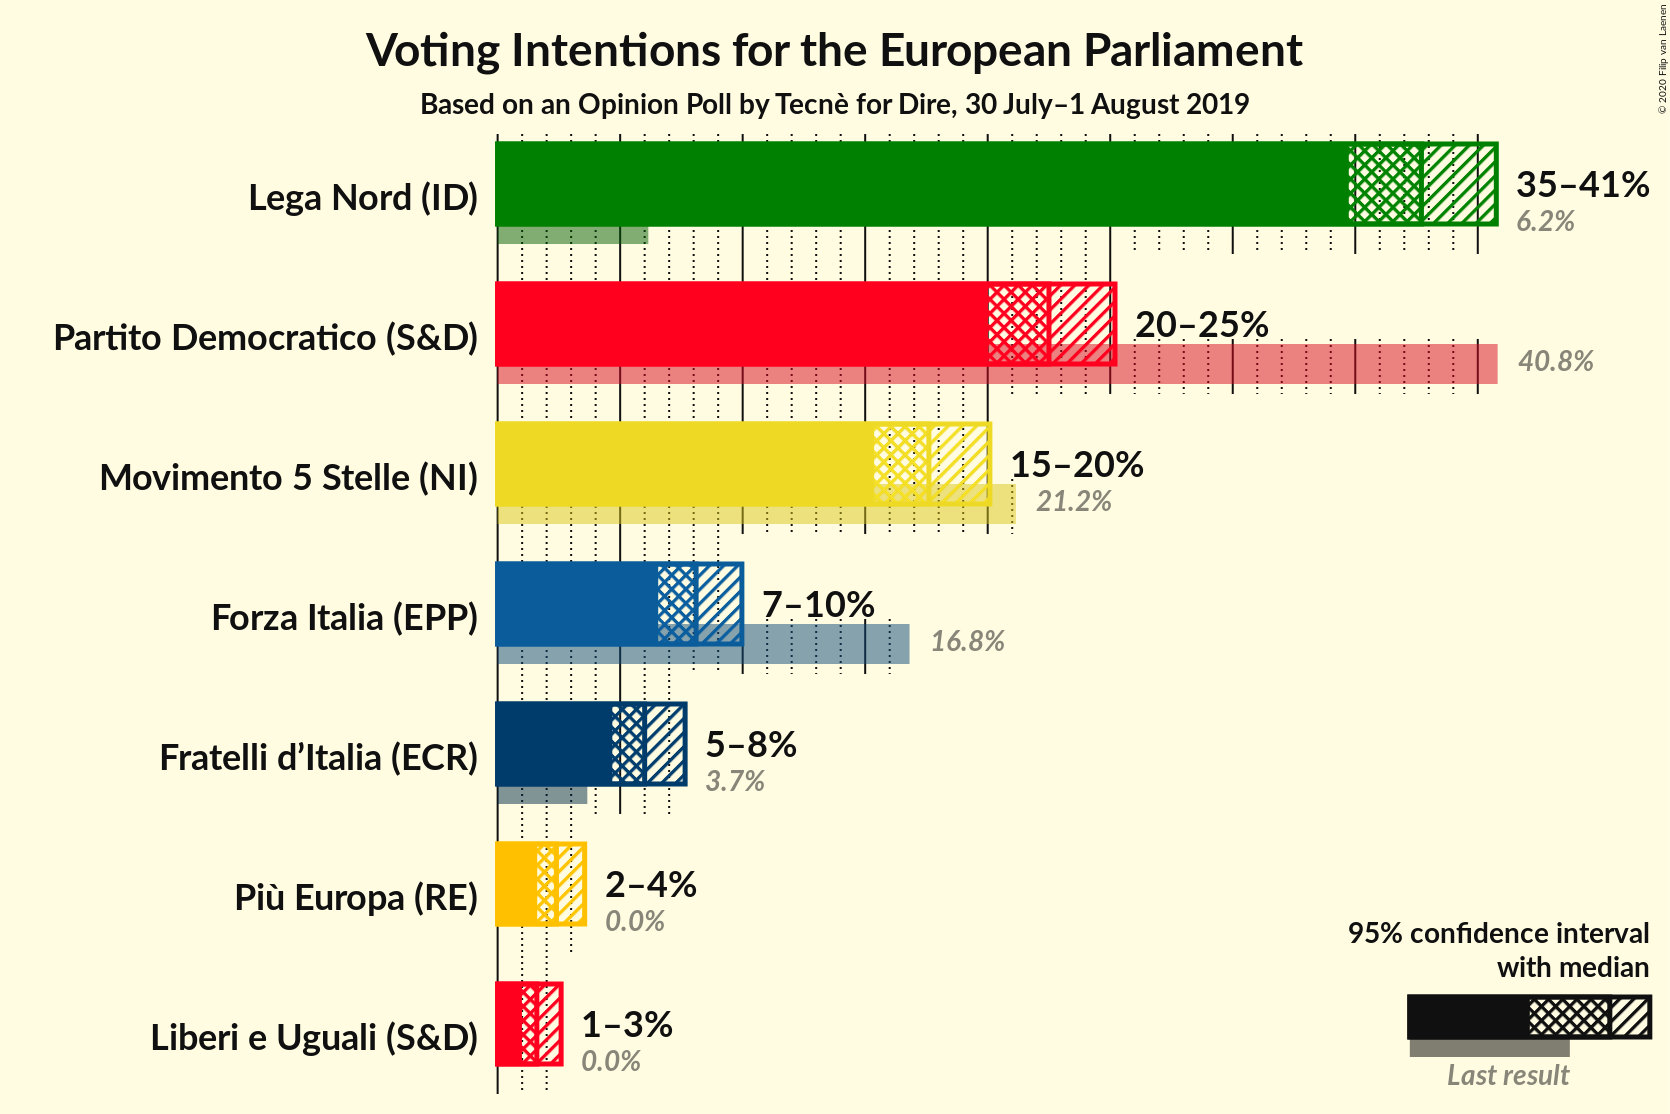 Voting Intentions for the European Parliament
Based on an Opinion Poll by Tecnè for Dire, 30 July–1 August 2019
© 2020 Filip van Laenen
Lega Nord (ID)
35–41%
6.2%
Partito Democratico (S&D)
20–25%
40.8%
Movimento 5 Stelle (NI)
15–20%
21.2%
Forza Italia (EPP)
7–10%
16.8%
Fratelli d’Italia (ECR)
5–8%
3.7%
Più Europa (RE)
2–4%
0.0%
Liberi e Uguali (S&D)
1–3%
0.0%
95% confidence interval
with median
Last result